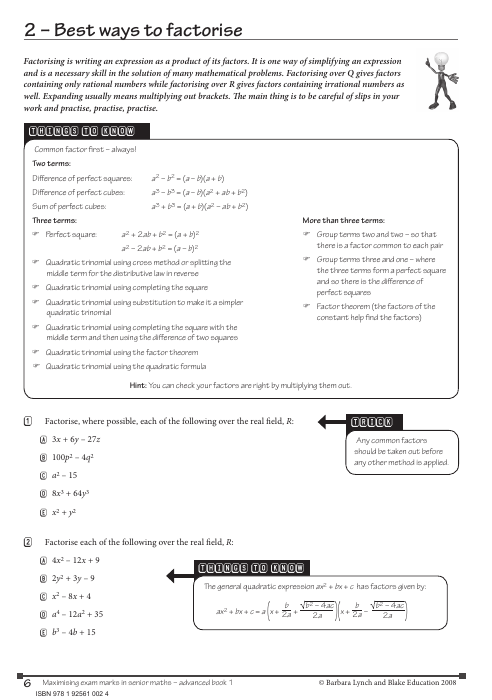 2 – Best ways to factorise
Factorising is writing an expression as a product of its factors. It is one way of simplifying an expression
and is a necessary skill in the solution of many mathematical problems. Factorising over Q gives factors
containing only rational numbers while factorising over R gives factors containing irrational numbers as
well. Expanding usually means multiplying out brackets. The main thing is to be careful of slips in your
work and practise, practise, practise.
THINGS TO KNOW
Common factor first – always!
Two terms:
Difference of perfect squares: a² – b² = (a – b)(a + b)
Difference of perfect cubes: a³ – b³ = (a – b)(a² + ab + b²)
Sum of perfect cubes: a³ + b³ = (a + b)(a² – ab + b²)
Three terms:
☞ Perfect square: a² + 2ab + b² = (a + b)²
a² – 2ab + b² = (a – b)²
☞ Quadratic trinomial using cross method or splitting the
middle term for the distributive law in reverse
☞ Quadratic trinomial using completing the square
☞ Quadratic trinomial using substitution to make it a simpler
quadratic trinomial
☞ Quadratic trinomial using completing the square with the
middle term and then using the difference of two squares
☞ Quadratic trinomial using the factor theorem
☞ Quadratic trinomial using the quadratic formula
More than three terms:
☞ Group terms two and two – so that
there is a factor common to each pair
☞ Group terms three and one – where
the three terms form a perfect square
and so there is the difference of
perfect squares
☞ Factor theorem (the factors of the
constant help find the factors)
Hint: You can check your factors are right by multiplying them out.
1 Factorise, where possible, each of the following over the real field, R:
A 3x + 6y – 27z
B 100p² – 4q²
C a² – 15
D 8x³ + 64y³
E x² + y²
TRICK
Any common factors
should be taken out before
any other method is applied.
2 Factorise each of the following over the real field, R:
A 4x² – 12x + 9
B 2y² + 3y – 9
C x² – 8x + 4
D a⁴ – 12a² + 35
E b³ – 4b + 15
THINGS TO KNOW
The general quadratic expression ax² + bx + c has factors given by:
ax² + bx + c = a(x + b/2a + √(b² – 4ac)/2a)(x + b/2a – √(b² – 4ac)/2a)
6 Maximising exam marks in senior maths – advanced book 1 © Barbara Lynch and Blake Education 2008
ISBN 978 1 92561 002 4